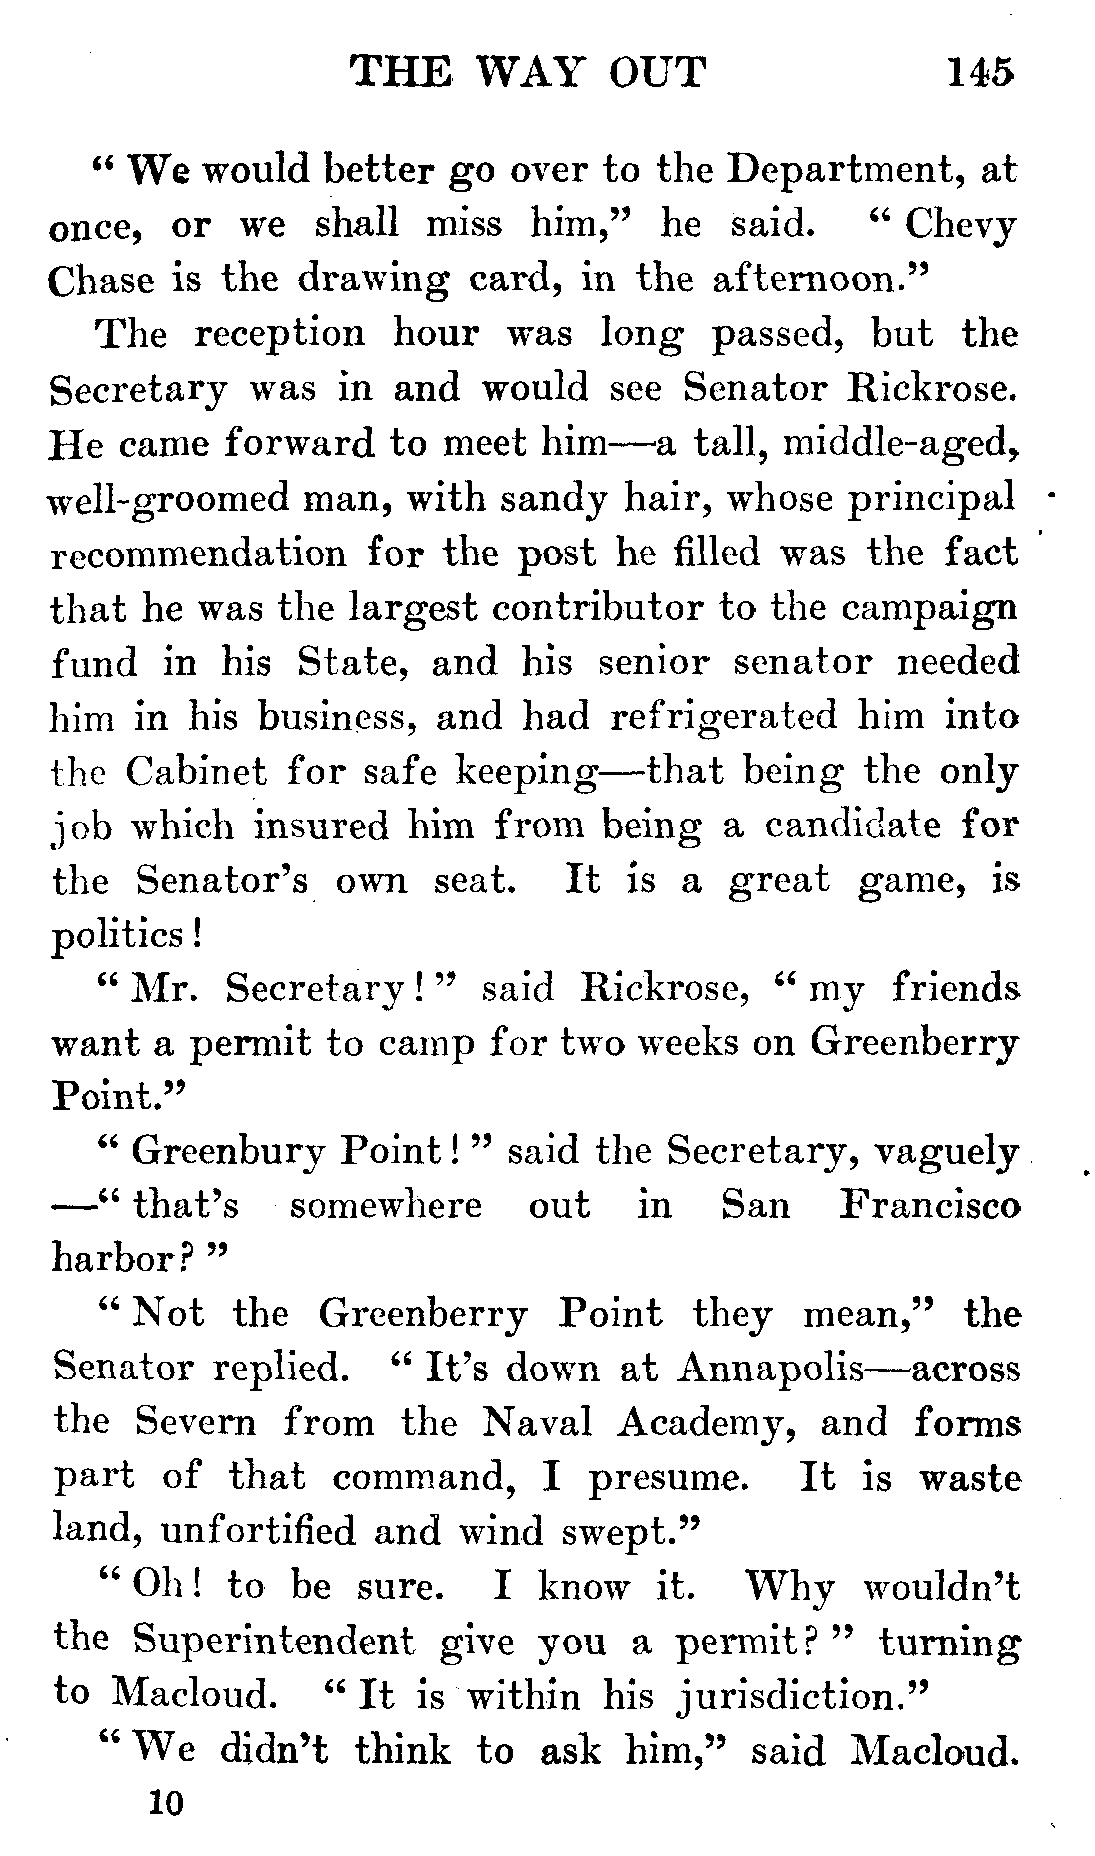 THE WAY OUT 145
“ We would better go over to the Department, at
once, or we shall miss him,” he said. “ Chevy
Chase is the drawing card, in the afternoon.”
The reception hour was long passed, but the
Secretary was in and would see Senator Rickrose.
He came forward to meet him—a tall, middle-aged,
well-groomed man, with sandy hair, whose principal
recommendation for the post he filled was the fact
that he was the largest contributor to the campaign
fund in his State, and his senior senator needed
him in his business, and had refrigerated him into
the Cabinet for safe keeping—that being the only
job which insured him from being a candidate for
the Senator’s own seat. It is a great game, is
politics !
“ Mr. Secretary ! ” said Rickrose, “ my friends
want a permit to camp for two weeks on Greenberry
Point.”
“ Greenbury Point ! ” said the Secretary, vaguely
—“ that’s somewhere out in San Francisco
harbor ? ”
“ Not the Greenberry Point they mean,” the
Senator replied. “ It’s down at Annapolis—across
the Severn from the Naval Academy, and forms
part of that command, I presume. It is waste
land, unfortified and wind swept.”
“ Oh ! to be sure. I know it. Why wouldn’t
the Superintendent give you a permit ? ” turning
to Macloud. “ It is within his jurisdiction.”
“ We didn’t think to ask him,” said Macloud.
10